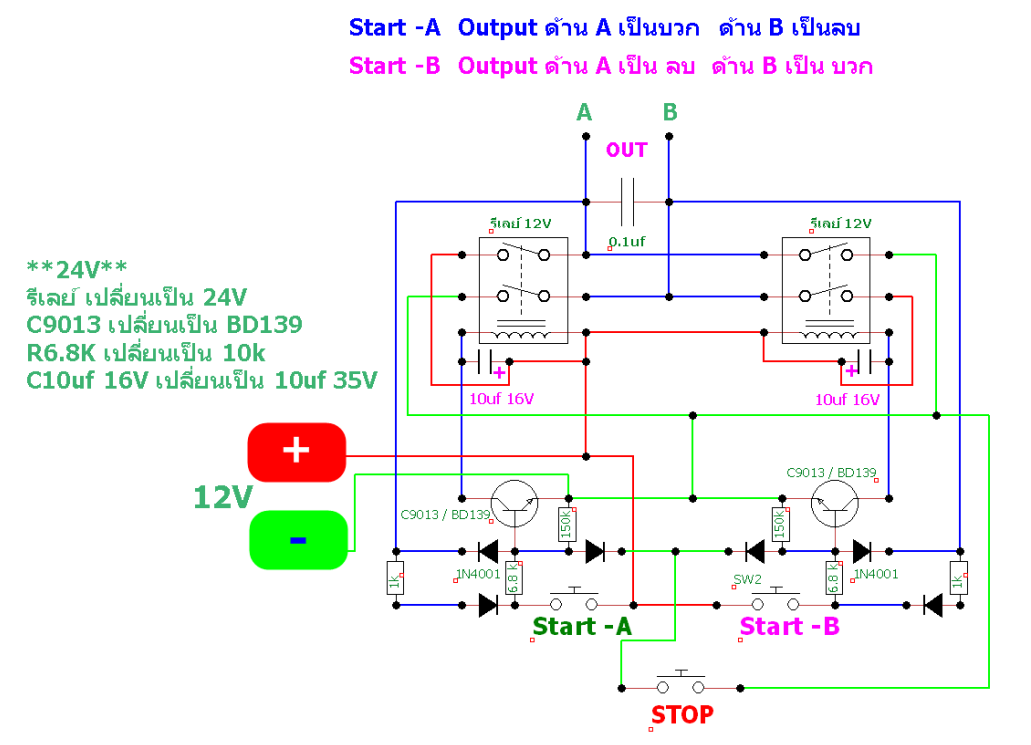 Start -A Output ด้าน A เป็นบวก ด้าน B เป็นลบ
Start -B Output ด้าน A เป็น ลบ ด้าน B เป็น บวก
A B
OUT
รีเลย์ 12V รีเลย์ 12V
0.1uf
**24V**
รีเลย์ เปลี่ยนเป็น 24V
C9013 เปลี่ยนเป็น BD139
R6.8K เปลี่ยนเป็น 10k
C10uf 16V เปลี่ยนเป็น 10uf 35V
+ +
10uf 16V 10uf 16V
+
12V
-
C9013 / BD139
C9013 / BD139
150k 150k
1N4001 SW2 1N4001
1k 6.8 k 6.8 k 1k
Start -A Start -B
STOP